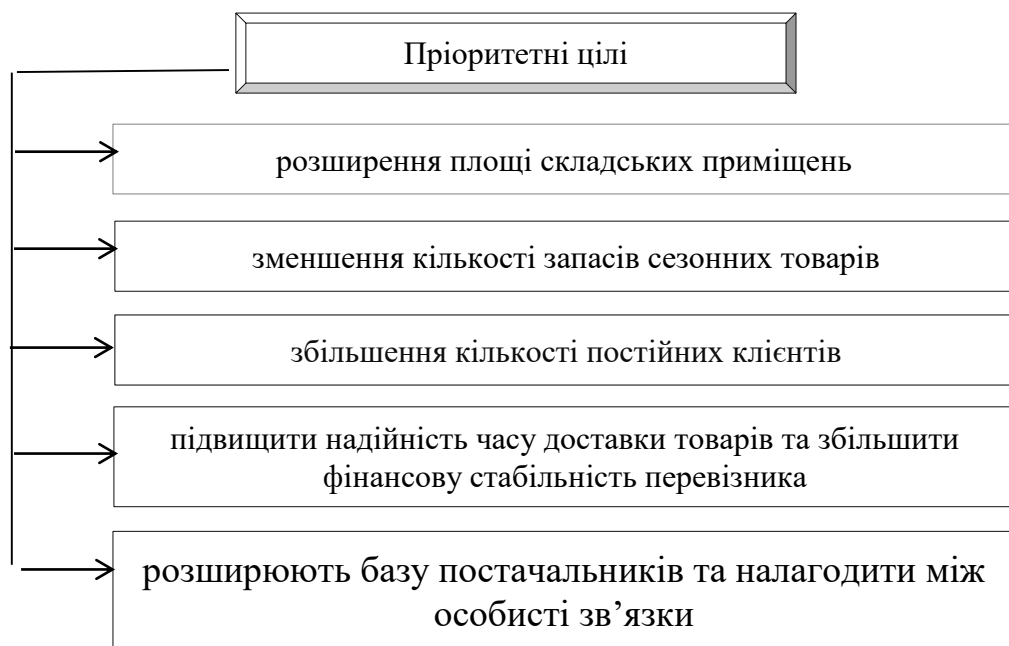 Пріоритетні цілі
розширення площі складських приміщень
зменшення кількості запасів сезонних товарів
збільшення кількості постійних клієнтів
підвищити надійність часу доставки товарів та збільшити
фінансову стабільність перевізника
розширюють базу постачальників та налагодити між
особисті зв’язки